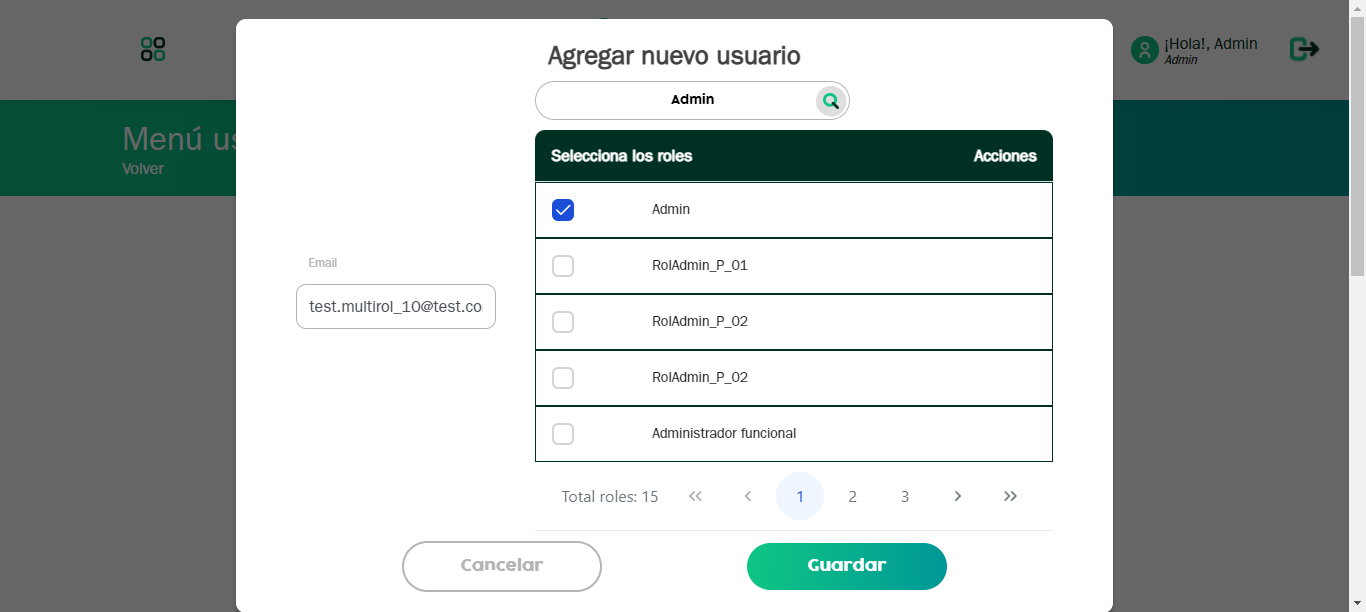 ¡Hola!, Admin
Admin
Menú us
Volver
Agregar nuevo usuario
Admin
Selecciona los roles Acciones
Admin
RolAdmin_P_01
RolAdmin_P_02
RolAdmin_P_02
Administrador funcional
Email
test.multirol_10@test.co
Total roles: 15 « ‹ 1 2 3 › »
Cancelar Guardar